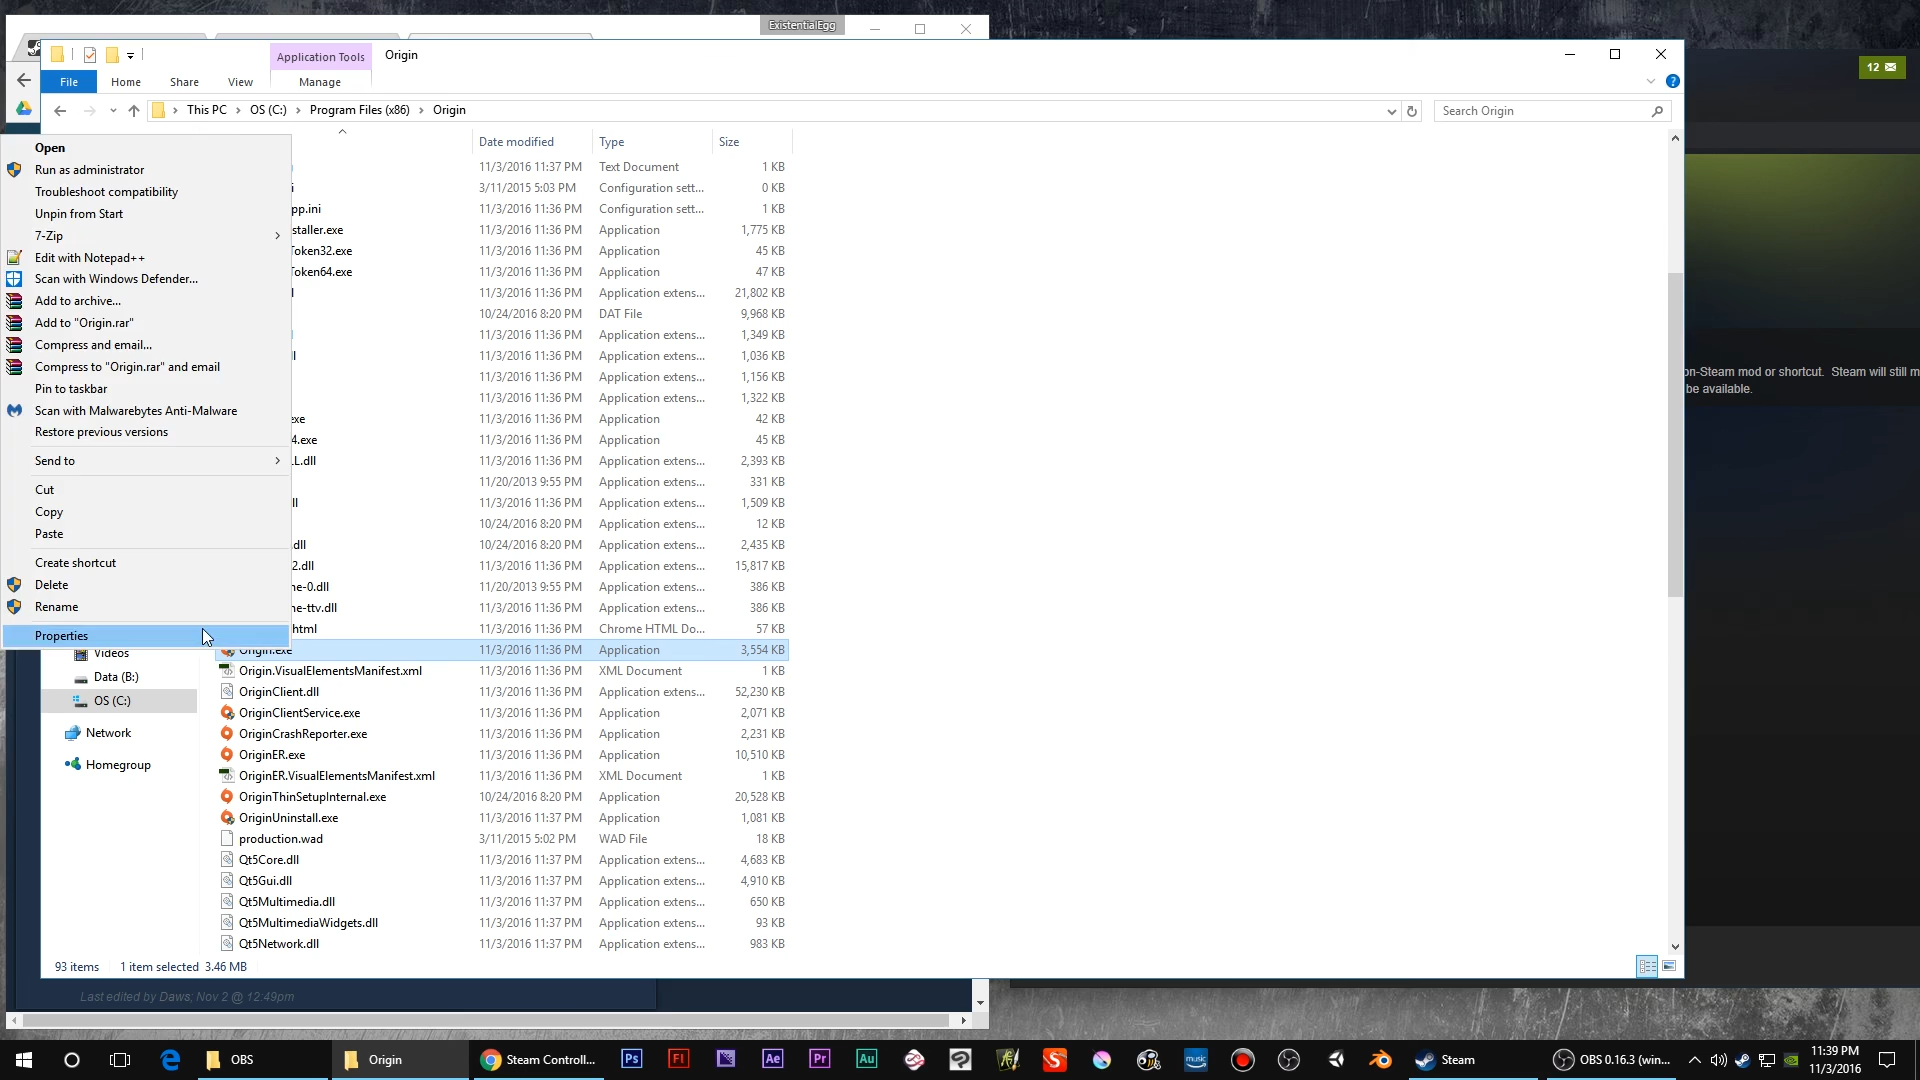 ExistentialEgg
Application Tools
Origin
File
Home
Share
View
Manage
12
This PC
OS (C:)
Program Files (x86)
Origin
Search Origin
Date modified
Type
Size
Open
Run as administrator
Troubleshoot compatibility
Unpin from Start
7-Zip
Edit with Notepad++
Scan with Windows Defender...
Add to archive...
Add to "Origin.rar"
Compress and email...
Compress to "Origin.rar" and email
Pin to taskbar
Scan with Malwarebytes Anti-Malware
Restore previous versions
Send to
Cut
Copy
Paste
Create shortcut
Delete
Rename
Properties
11/3/2016 11:37 PM Text Document 1 KB
i 3/11/2015 5:03 PM Configuration sett... 0 KB
pp.ini 11/3/2016 11:36 PM Configuration sett... 1 KB
staller.exe 11/3/2016 11:36 PM Application 1,775 KB
Token32.exe 11/3/2016 11:36 PM Application 45 KB
Token64.exe 11/3/2016 11:36 PM Application 47 KB
l 11/3/2016 11:36 PM Application extens... 21,802 KB
10/24/2016 8:20 PM DAT File 9,968 KB
11/3/2016 11:36 PM Application extens... 1,349 KB
ll 11/3/2016 11:36 PM Application extens... 1,036 KB
11/3/2016 11:36 PM Application extens... 1,156 KB
11/3/2016 11:36 PM Application extens... 1,322 KB
exe 11/3/2016 11:36 PM Application 42 KB
4.exe 11/3/2016 11:36 PM Application 45 KB
L.dll 11/3/2016 11:36 PM Application extens... 2,393 KB
11/20/2013 9:55 PM Application extens... 331 KB
ll 11/3/2016 11:36 PM Application extens... 1,509 KB
10/24/2016 8:20 PM Application extens... 12 KB
.dll 10/24/2016 8:20 PM Application extens... 2,435 KB
2.dll 11/3/2016 11:36 PM Application extens... 15,817 KB
ne-0.dll 11/20/2013 9:55 PM Application extens... 386 KB
ne-ttv.dll 11/3/2016 11:36 PM Application extens... 386 KB
html 11/3/2016 11:36 PM Chrome HTML Do... 57 KB
Origin.exe 11/3/2016 11:36 PM Application 3,554 KB
Origin.VisualElementsManifest.xml 11/3/2016 11:36 PM XML Document 1 KB
OriginClient.dll 11/3/2016 11:36 PM Application extens... 52,230 KB
OriginClientService.exe 11/3/2016 11:36 PM Application 2,071 KB
OriginCrashReporter.exe 11/3/2016 11:36 PM Application 2,231 KB
OriginER.exe 11/3/2016 11:36 PM Application 10,510 KB
OriginER.VisualElementsManifest.xml 11/3/2016 11:36 PM XML Document 1 KB
OriginThinSetupInternal.exe 10/24/2016 8:20 PM Application 20,528 KB
OriginUninstall.exe 11/3/2016 11:37 PM Application 1,081 KB
production.wad 3/11/2015 5:02 PM WAD File 18 KB
Qt5Core.dll 11/3/2016 11:37 PM Application extens... 4,683 KB
Qt5Gui.dll 11/3/2016 11:37 PM Application extens... 4,910 KB
Qt5Multimedia.dll 11/3/2016 11:37 PM Application extens... 650 KB
Qt5MultimediaWidgets.dll 11/3/2016 11:37 PM Application extens... 93 KB
Qt5Network.dll 11/3/2016 11:37 PM Application extens... 983 KB
Videos
Data (B:)
OS (C:)
Network
Homegroup
on-Steam mod or shortcut. Steam will still m
be available.
93 items 1 item selected 3.46 MB
Last edited by Daws; Nov 2 @ 12:49pm
OBS
Origin
Steam Controll...
Ps
Fl
Ae
Pr
Au
music
Steam
OBS 0.16.3 (win...
11:39 PM
11/3/2016